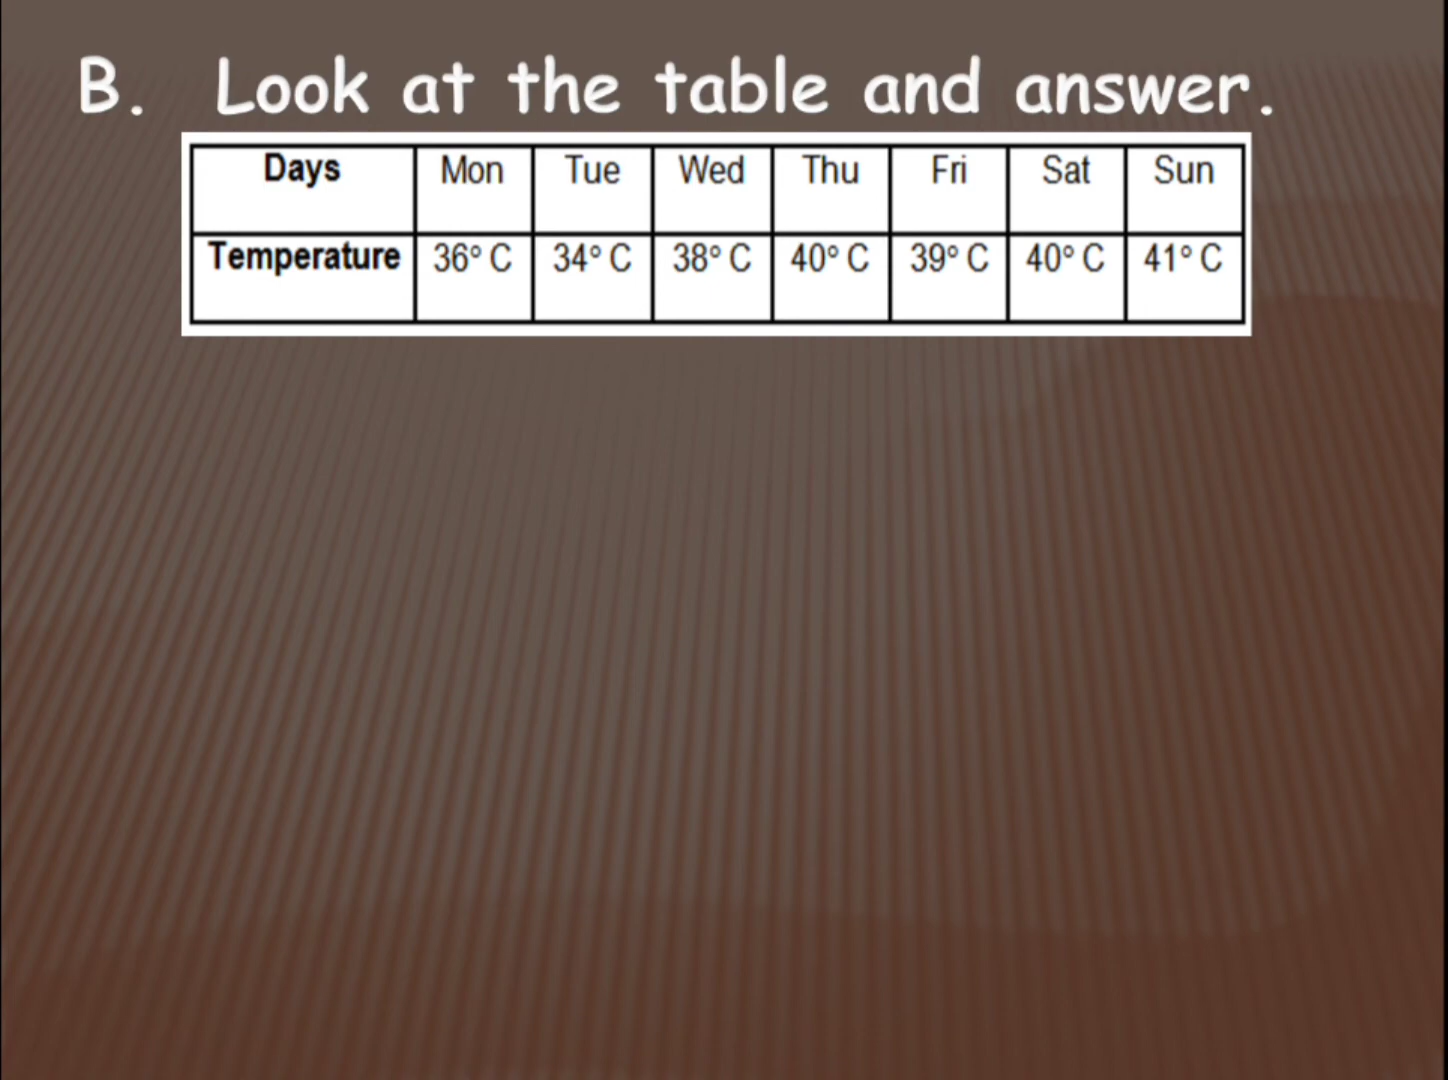 B. Look at the table and answer.
Days Mon Tue Wed Thu Fri Sat Sun
Temperature 36° C 34° C 38° C 40° C 39° C 40° C 41° C